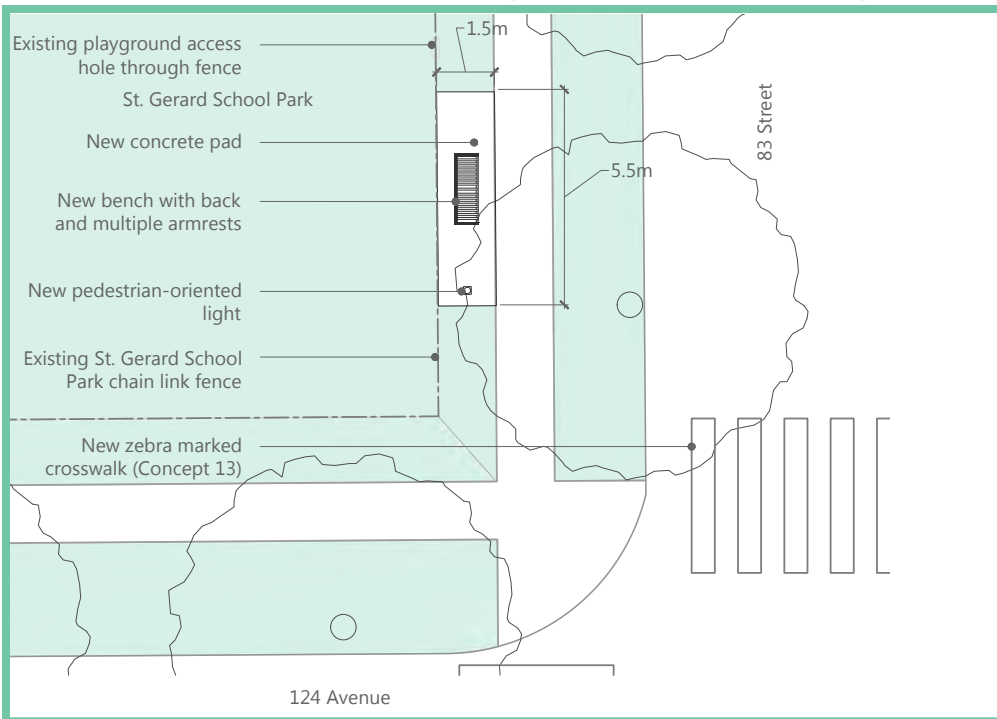 Existing playground access
hole through fence
1.5m
St. Gerard School Park
83 Street
New concrete pad
5.5m
New bench with back
and multiple armrests
New pedestrian-oriented
light
Existing St. Gerard School
Park chain link fence
New zebra marked
crosswalk (Concept 13)
124 Avenue